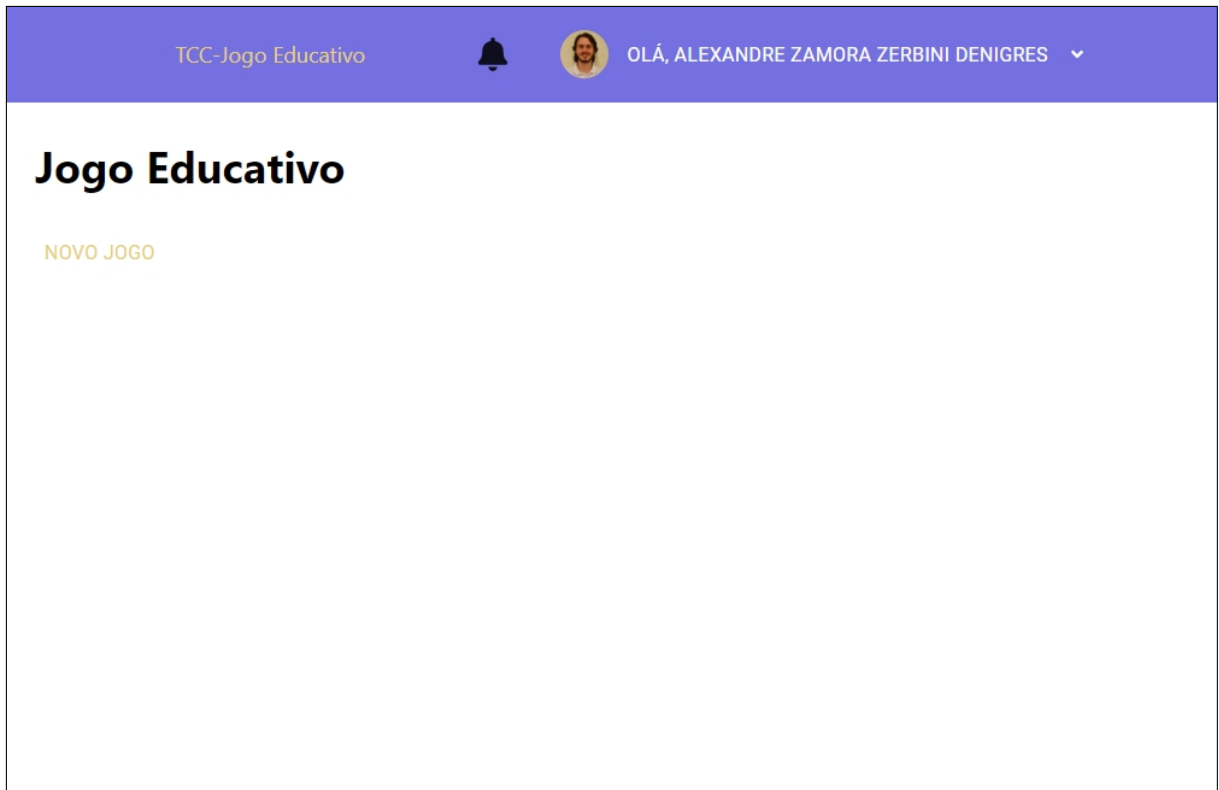 TCC-Jogo Educativo
OLÁ, ALEXANDRE ZAMORA ZERBINI DENIGRES
Jogo Educativo
NOVO JOGO